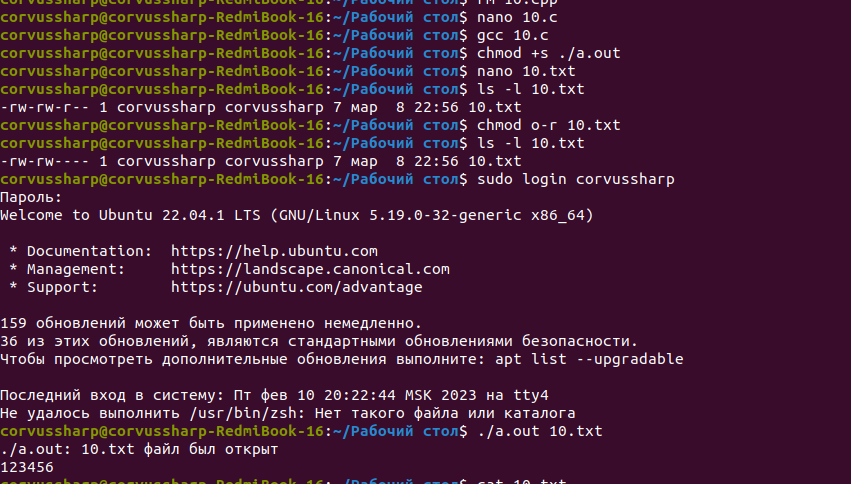 corvussharp@corvussharp-RedmiBook-16:~/Рабочий стол$ rm 10.cpp
corvussharp@corvussharp-RedmiBook-16:~/Рабочий стол$ nano 10.c
corvussharp@corvussharp-RedmiBook-16:~/Рабочий стол$ gcc 10.c
corvussharp@corvussharp-RedmiBook-16:~/Рабочий стол$ chmod +s ./a.out
corvussharp@corvussharp-RedmiBook-16:~/Рабочий стол$ nano 10.txt
corvussharp@corvussharp-RedmiBook-16:~/Рабочий стол$ ls -l 10.txt
-rw-rw-r-- 1 corvussharp corvussharp 7 мар  8 22:56 10.txt
corvussharp@corvussharp-RedmiBook-16:~/Рабочий стол$ chmod o-r 10.txt
corvussharp@corvussharp-RedmiBook-16:~/Рабочий стол$ ls -l 10.txt
-rw-rw---- 1 corvussharp corvussharp 7 мар  8 22:56 10.txt
corvussharp@corvussharp-RedmiBook-16:~/Рабочий стол$ sudo login corvussharp
Пароль:
Welcome to Ubuntu 22.04.1 LTS (GNU/Linux 5.19.0-32-generic x86_64)
* Documentation:  https://help.ubuntu.com
* Management:     https://landscape.canonical.com
* Support:        https://ubuntu.com/advantage
159 обновлений может быть применено немедленно.
36 из этих обновлений, являются стандартными обновлениями безопасности.
Чтобы просмотреть дополнительные обновления выполните: apt list --upgradable
Последний вход в систему: Пт фев 10 20:22:44 MSK 2023 на tty4
Не удалось выполнить /usr/bin/zsh: Нет такого файла или каталога
corvussharp@corvussharp-RedmiBook-16:~/Рабочий стол$ ./a.out 10.txt
./a.out: 10.txt файл был открыт
123456
corvussharp@corvussharp-RedmiBook-16:~/Рабочий стол$ cat 10.txt